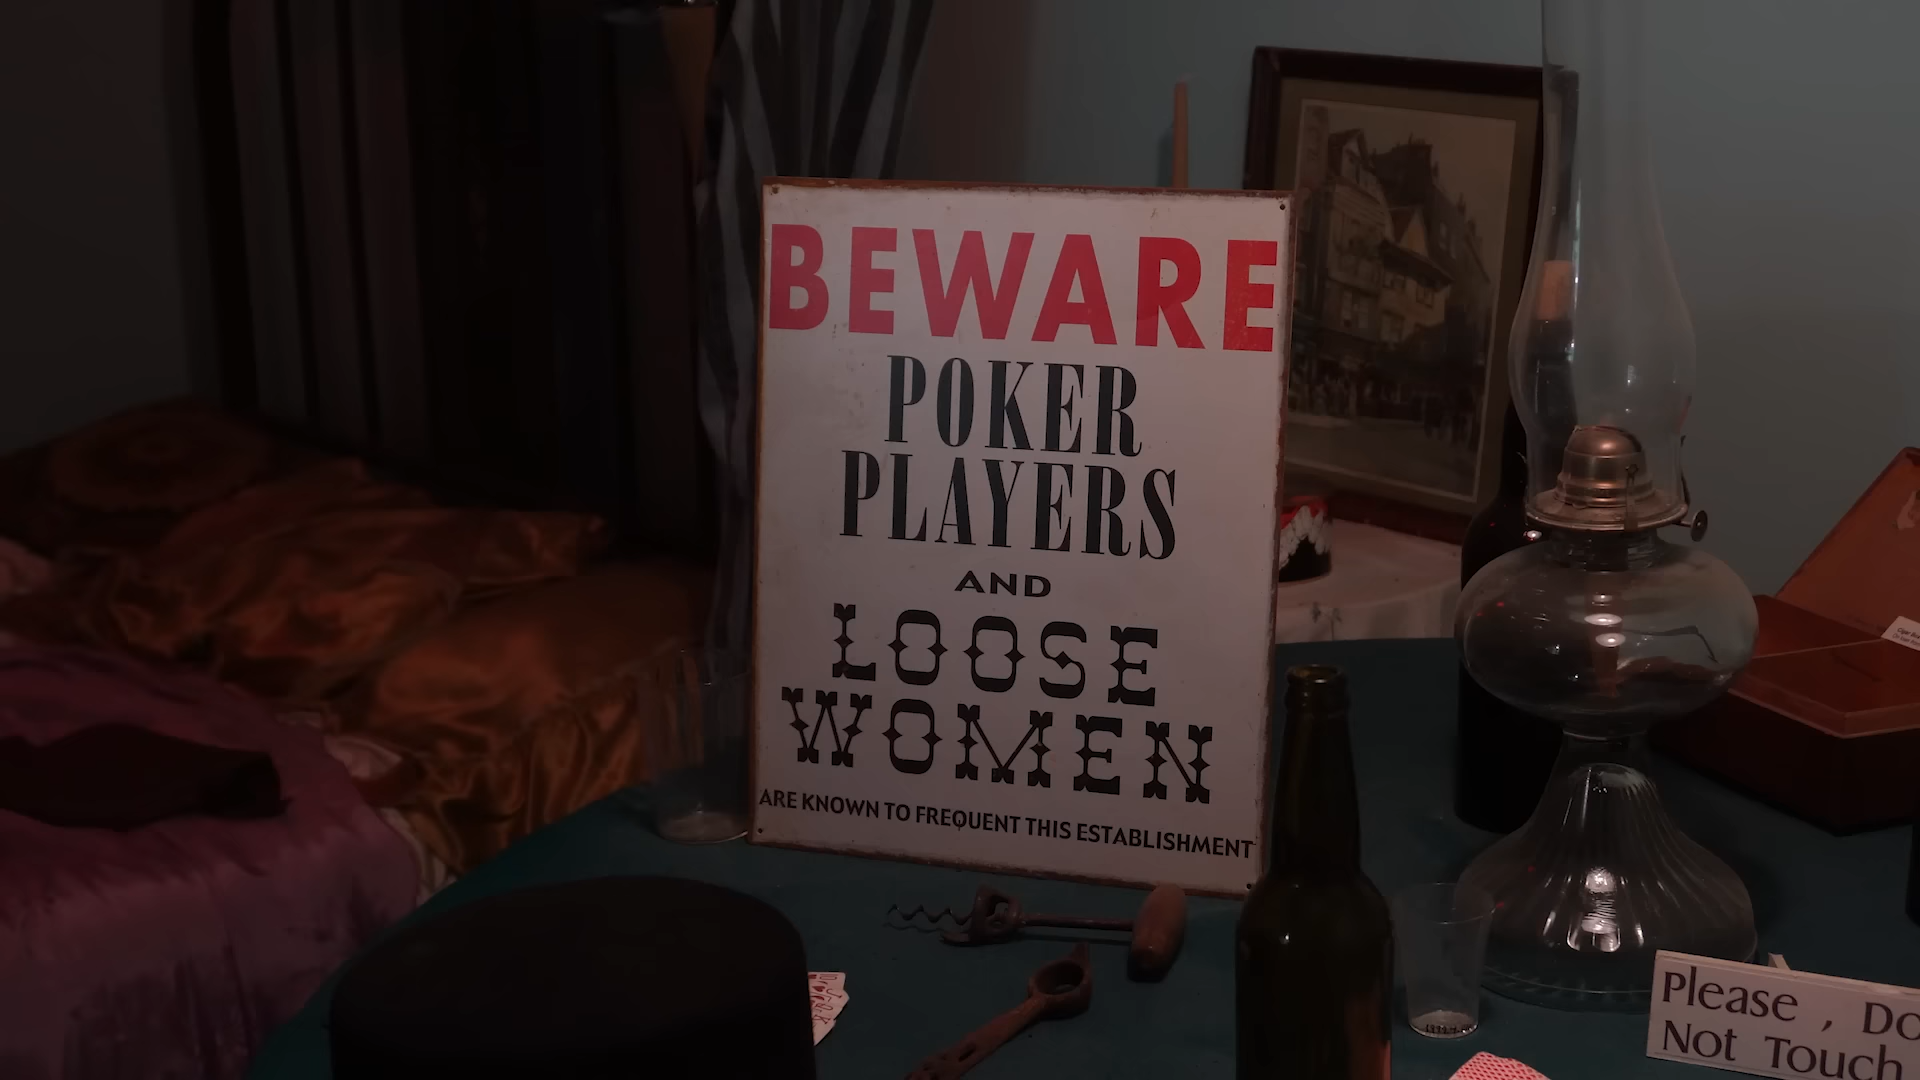 BEWARE
POKER
PLAYERS
AND
LOOSE
WOMEN
ARE KNOWN TO FREQUENT THIS ESTABLISHMENT
Please , Do
Not Touch